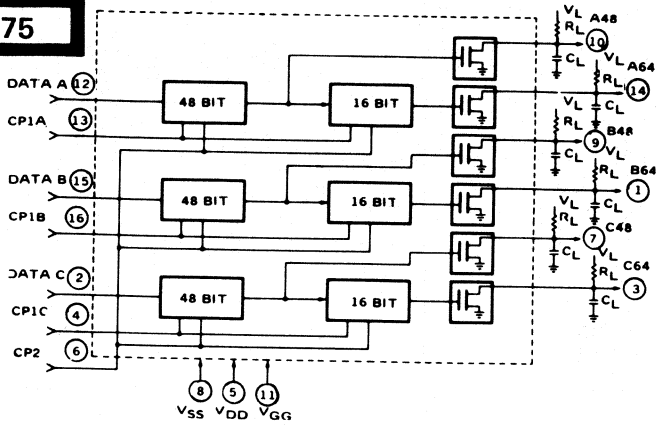 75
DATA A 12
CP1A 13
DATA B 15
CP1B 16
DATA C 2
CP1C 4
CP2 6
48 BIT
16 BIT
48 BIT
16 BIT
48 BIT
16 BIT
VL
RL
CL
A48
10
VL
RL
CL
A64
14
VL
RL
CL
B48
9
VL
RL
CL
B64
1
VL
RL
CL
C48
7
VL
RL
CL
C64
3
8
VSS
5
VDD
11
VGG